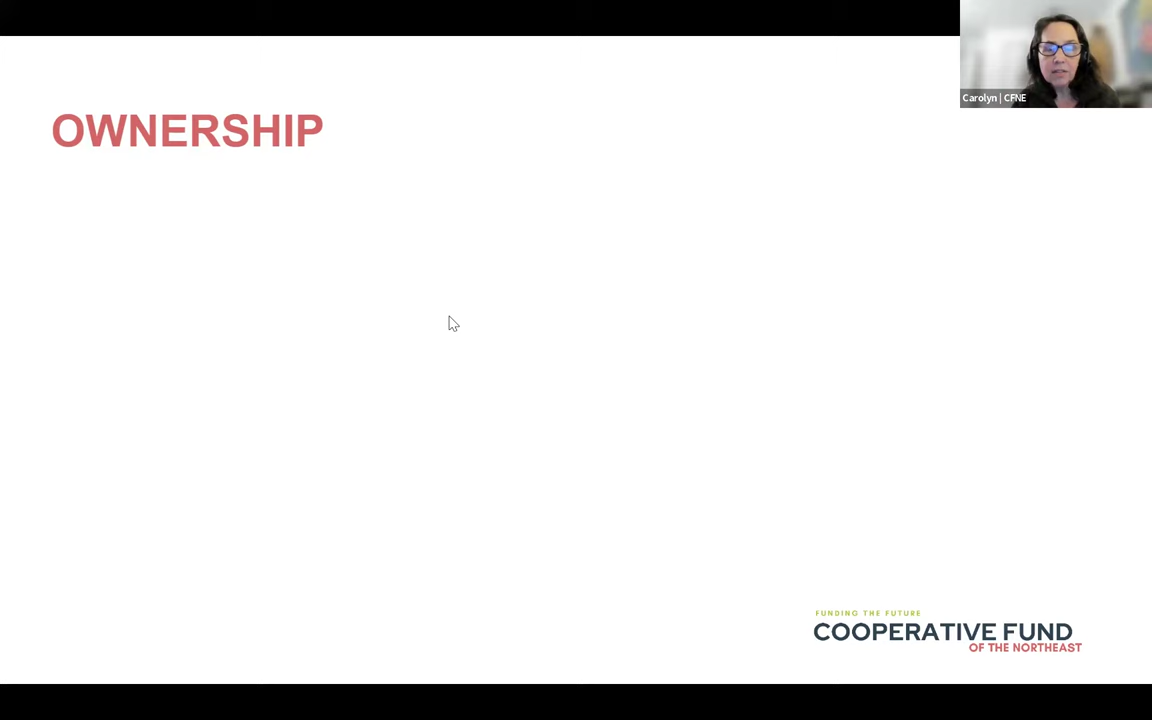 Carolyn | CFNE
OWNERSHIP
FUNDING THE FUTURE
COOPERATIVE FUND
OF THE NORTHEAST